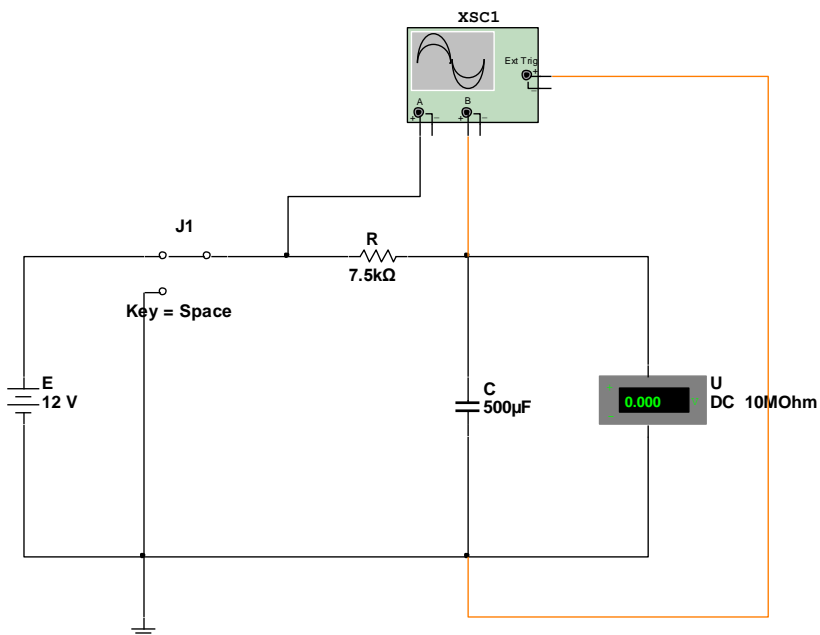 XSC1
Ext Trig
+
_
A
B
+
_
+
_
J1
R
7.5kΩ
Key = Space
E
12 V
C
500µF
+
0.000
V
_
U
DC 10MOhm